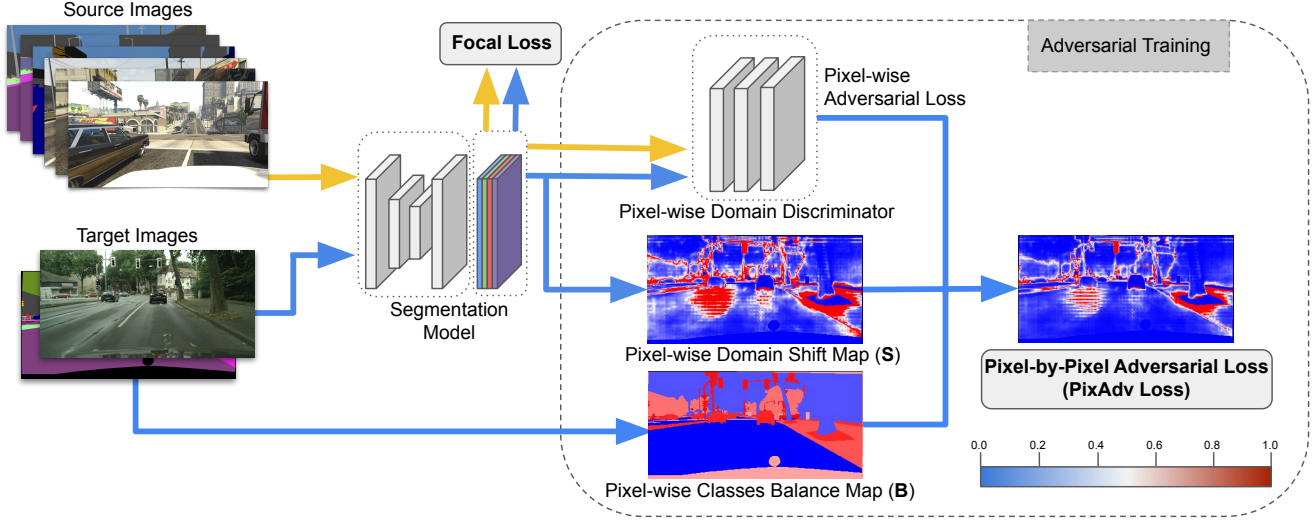 Source Images
Focal Loss
Adversarial Training
Pixel-wise
Adversarial Loss
Pixel-wise Domain Discriminator
Target Images
Segmentation
Model
Pixel-wise Domain Shift Map (S)
Pixel-by-Pixel Adversarial Loss
(PixAdv Loss)
0.0 0.2 0.4 0.6 0.8 1.0
Pixel-wise Classes Balance Map (B)